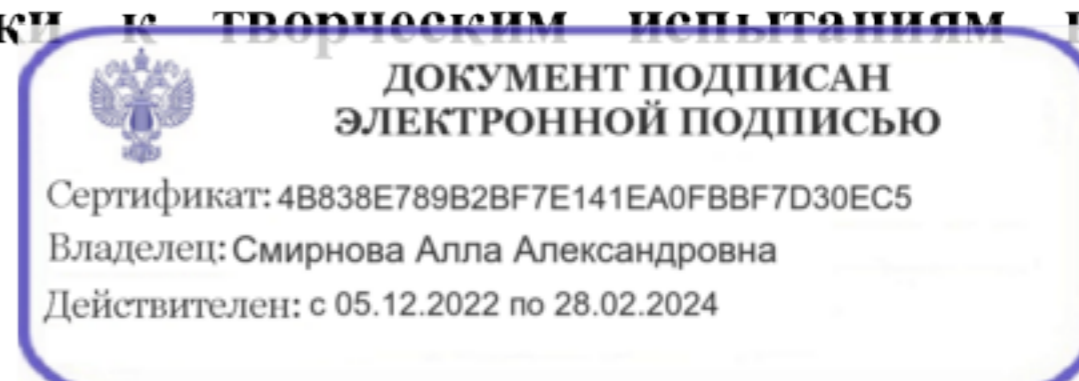 ки к творческим испытаниям
ДОКУМЕНТ ПОДПИСАН
ЭЛЕКТРОННОЙ ПОДПИСЬЮ
Сертификат: 4B838E789B2BF7E141EA0FBBF7D30EC5
Владелец: Смирнова Алла Александровна
Действителен: с 05.12.2022 по 28.02.2024